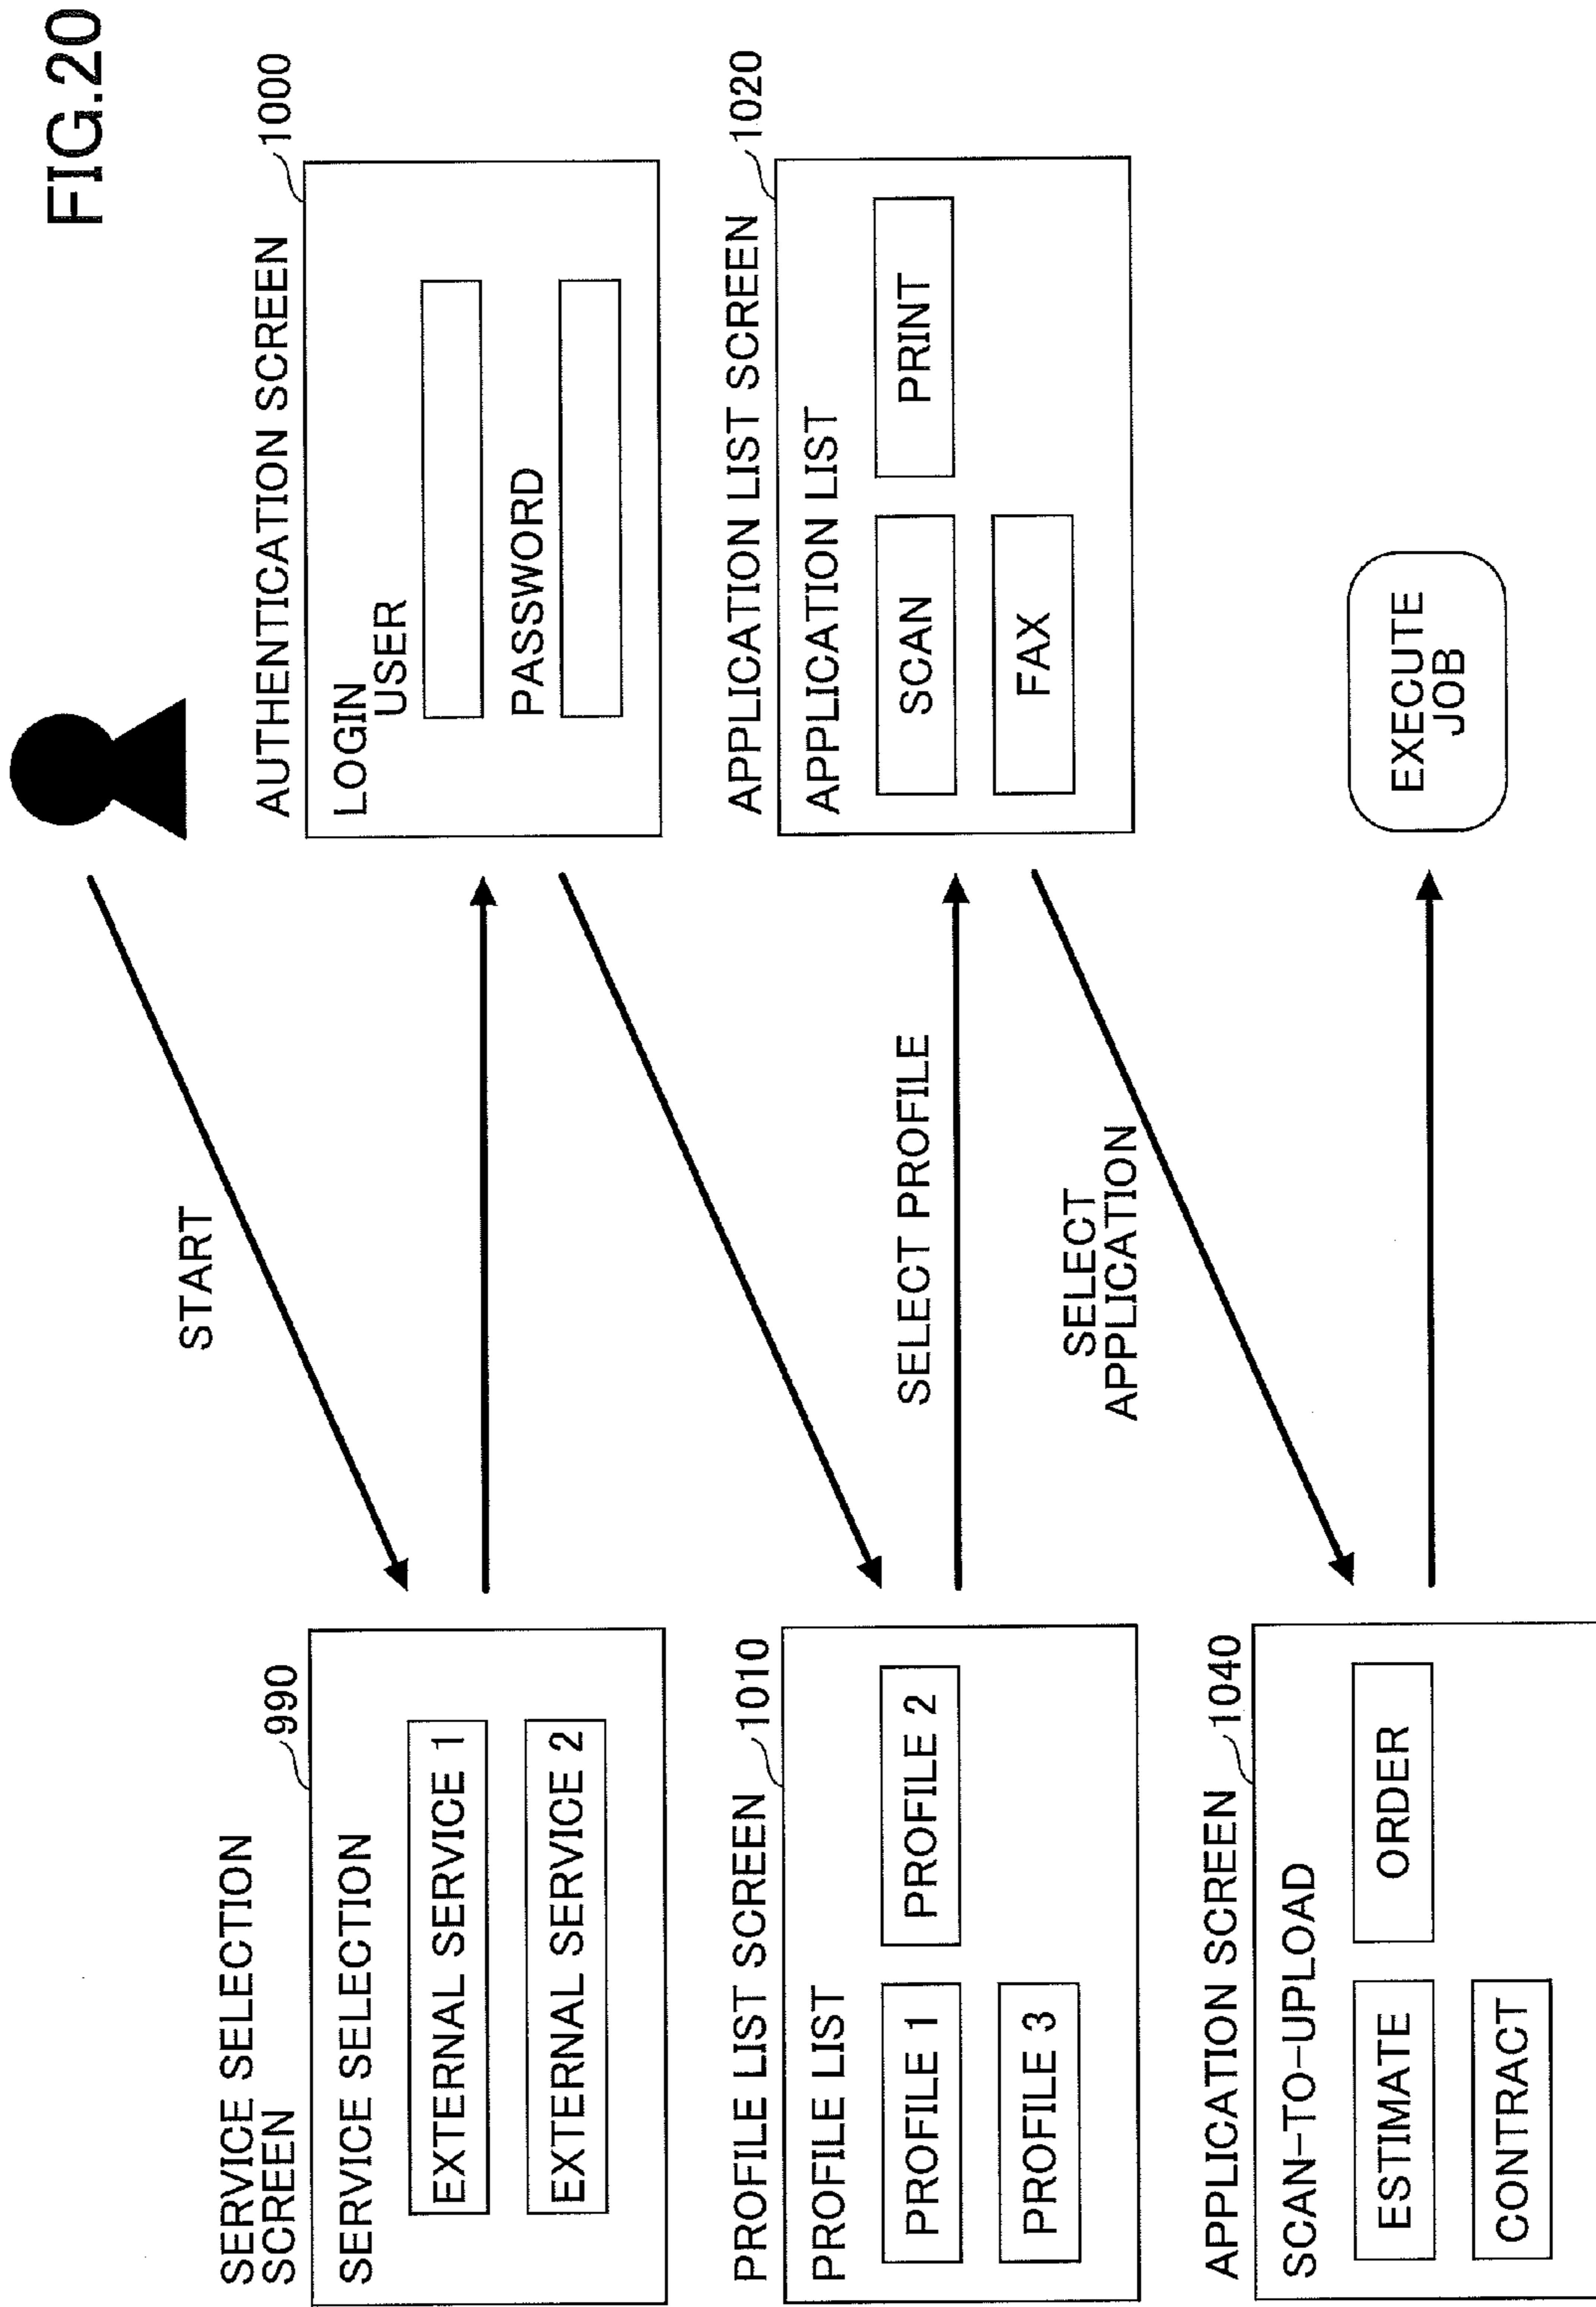 FIG.20
START
SERVICE SELECTION
SCREEN
990
SERVICE SELECTION
EXTERNAL SERVICE 1
EXTERNAL SERVICE 2
AUTHENTICATION SCREEN
1000
LOGIN
USER
PASSWORD
PROFILE LIST SCREEN
1010
PROFILE LIST
PROFILE 1
PROFILE 2
PROFILE 3
SELECT PROFILE
APPLICATION LIST SCREEN
1020
APPLICATION LIST
SCAN
PRINT
FAX
SELECT
APPLICATION
APPLICATION SCREEN
1040
SCAN-TO-UPLOAD
ESTIMATE
ORDER
CONTRACT
EXECUTE
JOB